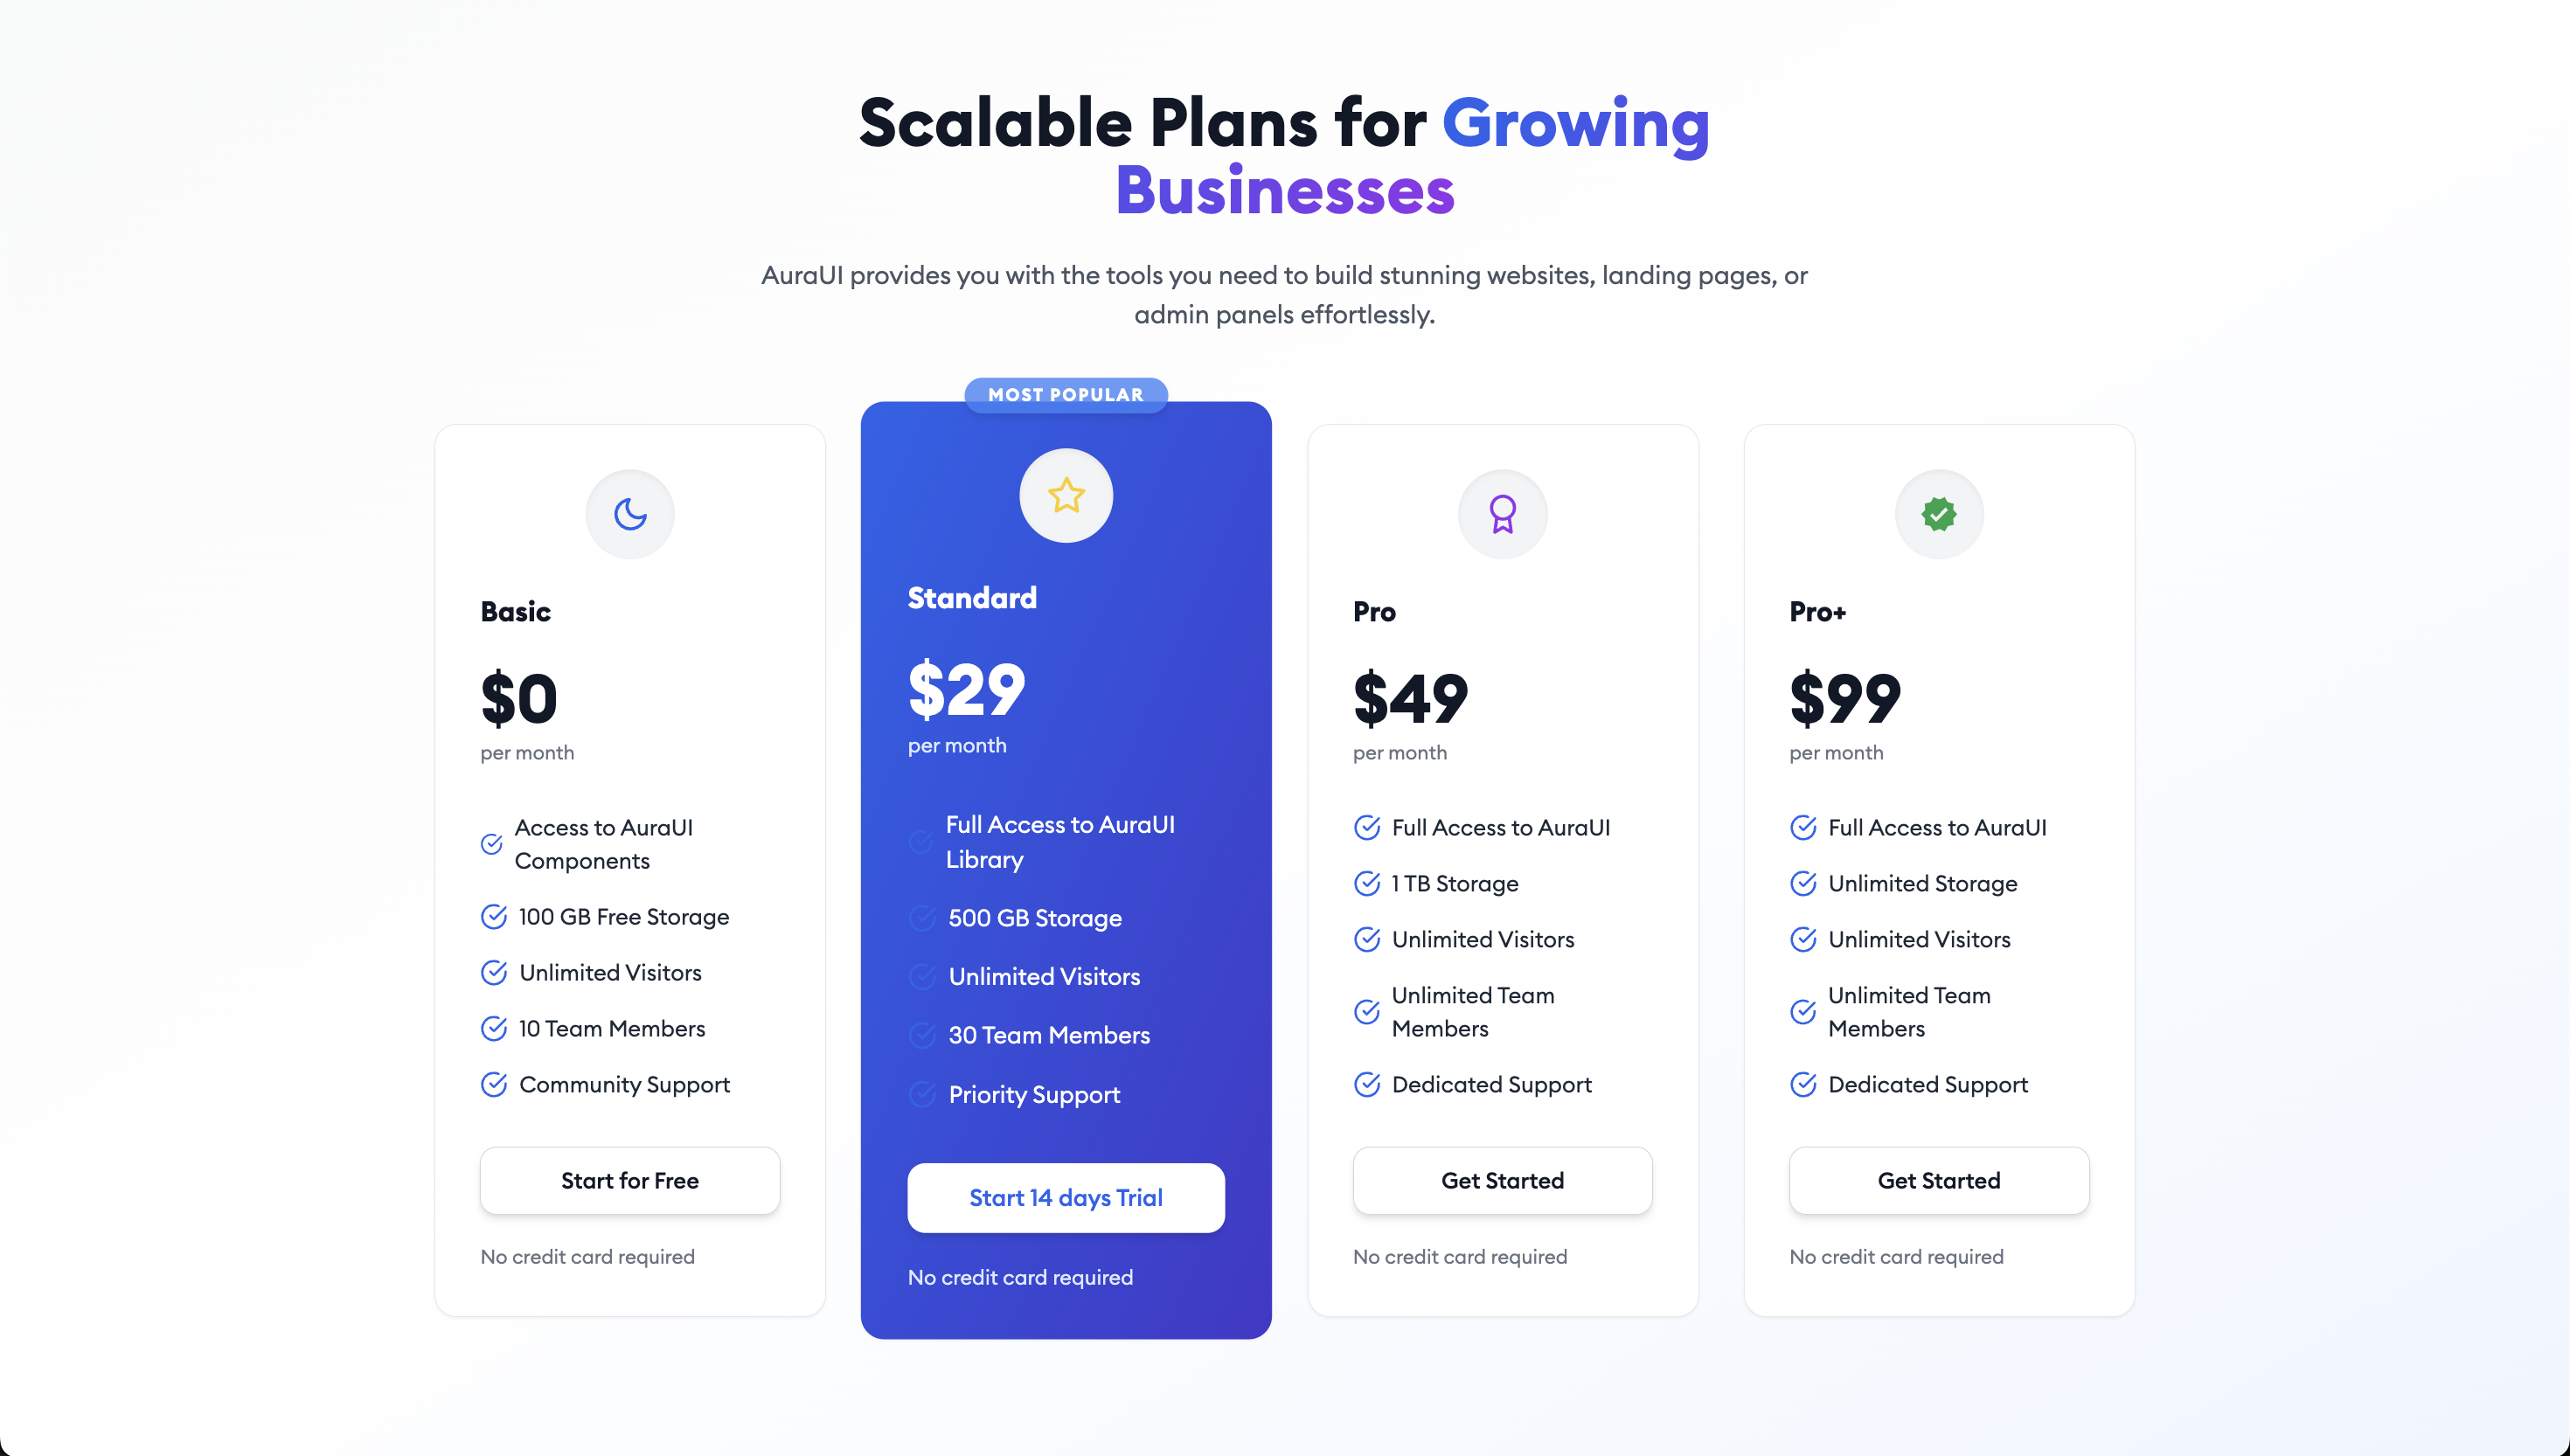 Scalable Plans for Growing
Businesses
AuraUI provides you with the tools you need to build stunning websites, landing pages, or
admin panels effortlessly.
Basic
$0
per month
Access to AuraUI
Components
100 GB Free Storage
Unlimited Visitors
10 Team Members
Community Support
Start for Free
No credit card required
MOST POPULAR
Standard
$29
per month
Full Access to AuraUI
Library
500 GB Storage
Unlimited Visitors
30 Team Members
Priority Support
Start 14 days Trial
No credit card required
Pro
$49
per month
Full Access to AuraUI
1 TB Storage
Unlimited Visitors
Unlimited Team
Members
Dedicated Support
Get Started
No credit card required
Pro+
$99
per month
Full Access to AuraUI
Unlimited Storage
Unlimited Visitors
Unlimited Team
Members
Dedicated Support
Get Started
No credit card required